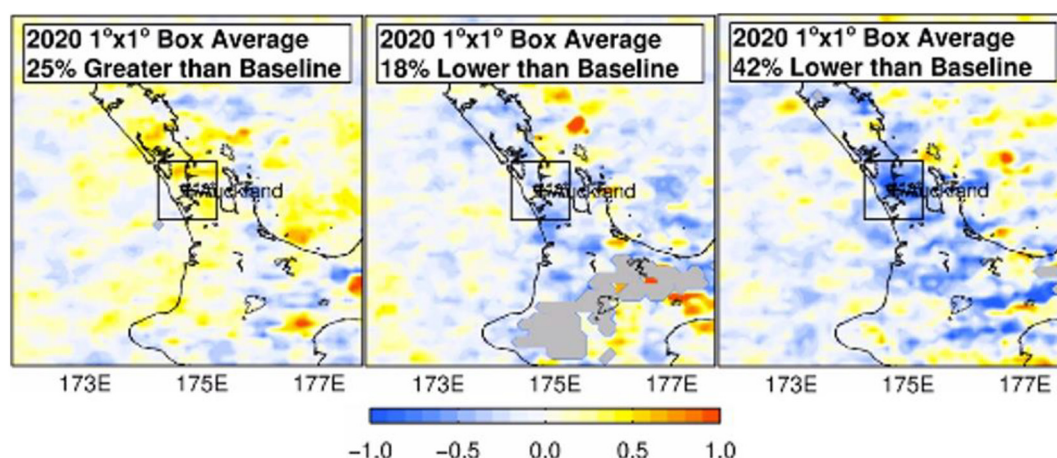 2020 1°x1° Box Average
25% Greater than Baseline
2020 1°x1° Box Average
18% Lower than Baseline
2020 1°x1° Box Average
42% Lower than Baseline
Auckland
Auckland
Auckland
173E 175E 177E
173E 175E 177E
173E 175E 177E
−1.0 −0.5 0.0 0.5 1.0